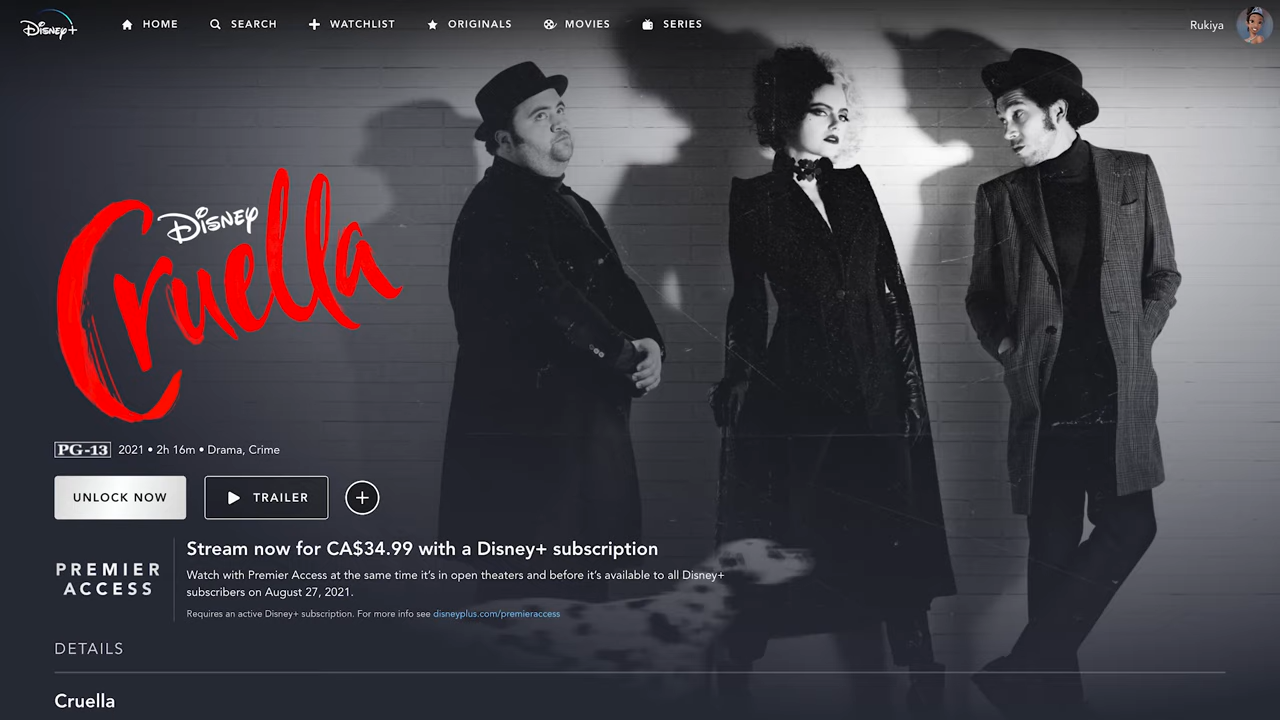 Disney+
HOME
SEARCH
WATCHLIST
ORIGINALS
MOVIES
SERIES
Rukiya
Disney
Cruella
PG-13 2021 • 2h 16m • Drama, Crime
UNLOCK NOW
TRAILER
PREMIER
ACCESS
Stream now for CA$34.99 with a Disney+ subscription
Watch with Premier Access at the same time it's in open theaters and before it's available to all Disney+
subscribers on August 27, 2021.
Requires an active Disney+ subscription. For more info see disneyplus.com/premieraccess
DETAILS
Cruella